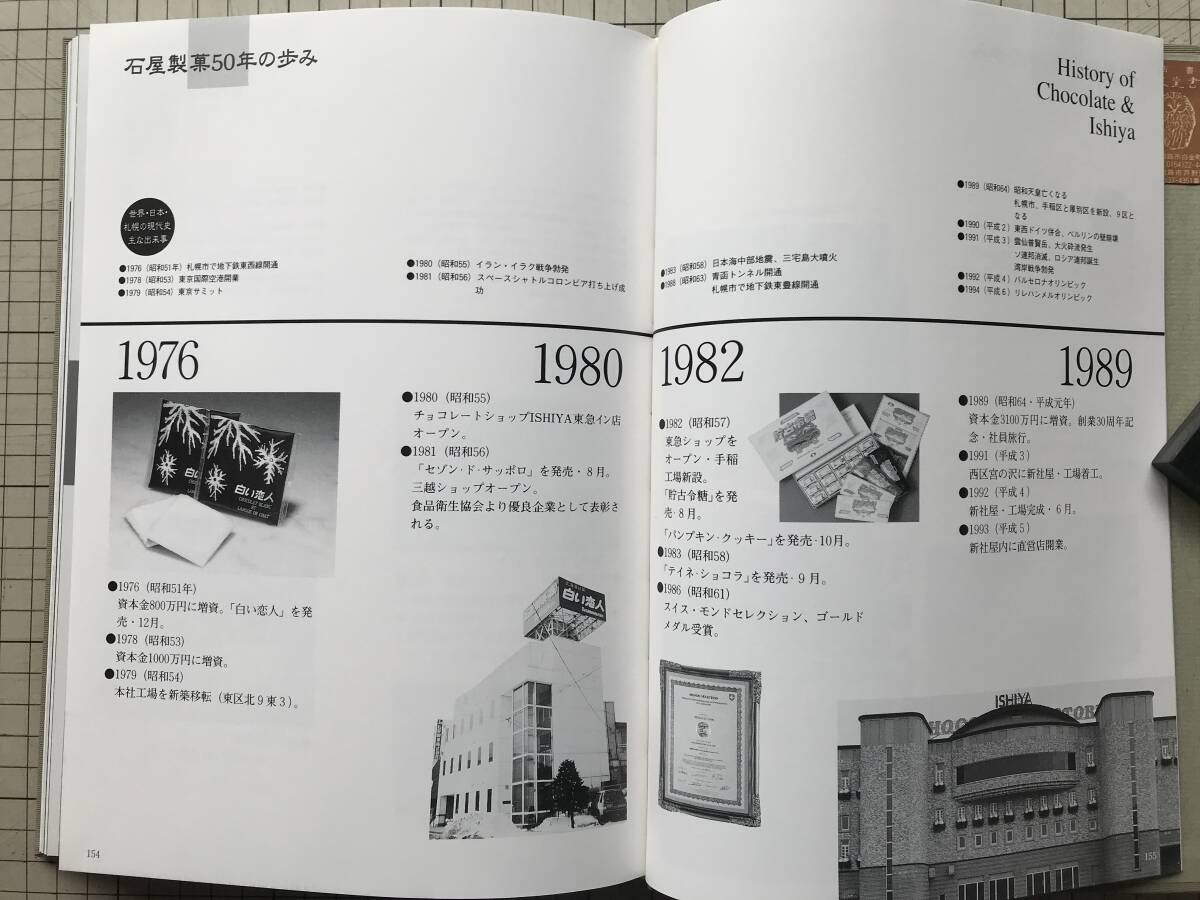 石屋製菓50年の歩み
世界・日本・
札幌の現代史
主な出来事
●1976（昭和51年）札幌市で地下鉄東西線開通
●1978（昭和53）東京国際空港開業
●1979（昭和54）東京サミット
●1980（昭和55）イラン・イラク戦争勃発
●1981（昭和56）スペースシャトルコロンビア打ち上げ成
功
1976
1980
白い恋人
CHOCOLAT BLANC
ET
LANGUE DE CHAT
●1976（昭和51年）
資本金800万円に増資。「白い恋人」を発
売・12月。
●1978（昭和53）
資本金1000万円に増資。
●1979（昭和54）
本社工場を新築移転（東区北９東３）。
●1980（昭和55）
チョコレートショップISHIYA東急イン店
オープン。
●1981（昭和56）
「セゾン・ド・サッポロ」を発売・８月。
三越ショップオープン。
食品衛生協会より優良企業として表彰さ
れる。
白い恋人
154
History of
Chocolate &
Ishiya
●1983（昭和58）日本海中部地震、三宅島大噴火
●1988（昭和63）青函トンネル開通
札幌市で地下鉄東豊線開通
●1989（昭和64）昭和天皇亡くなる
札幌市、手稲区と厚別区を新設、９区と
なる
●1990（平成２）東西ドイツ併合、ベルリンの壁崩壊
●1991（平成３）雲仙普賢岳、大火砕流発生
ソ連邦消滅、ロシア連邦誕生
湾岸戦争勃発
●1992（平成４）バルセロナオリンピック
●1994（平成６）リレハンメルオリンピック
1982
1989
●1982（昭和57）
東急ショップを
オープン・手稲
工場新設。
「貯古令糖」を発
売・８月。
「パンプキン・クッキー」を発売・10月。
●1983（昭和58）
「テイネ・ショコラ」を発売・９月。
●1986（昭和61）
スイス・モンドセレクション、ゴールド
メダル受賞。
●1989（昭和64・平成元年）
資本金3100万円に増資。創業30周年記
念・社員旅行。
●1991（平成３）
西区宮の沢に新社屋・工場着工。
●1992（平成４）
新社屋・工場完成・６月。
●1993（平成５）
新社屋内に直営店開業。
ISHIYA
155